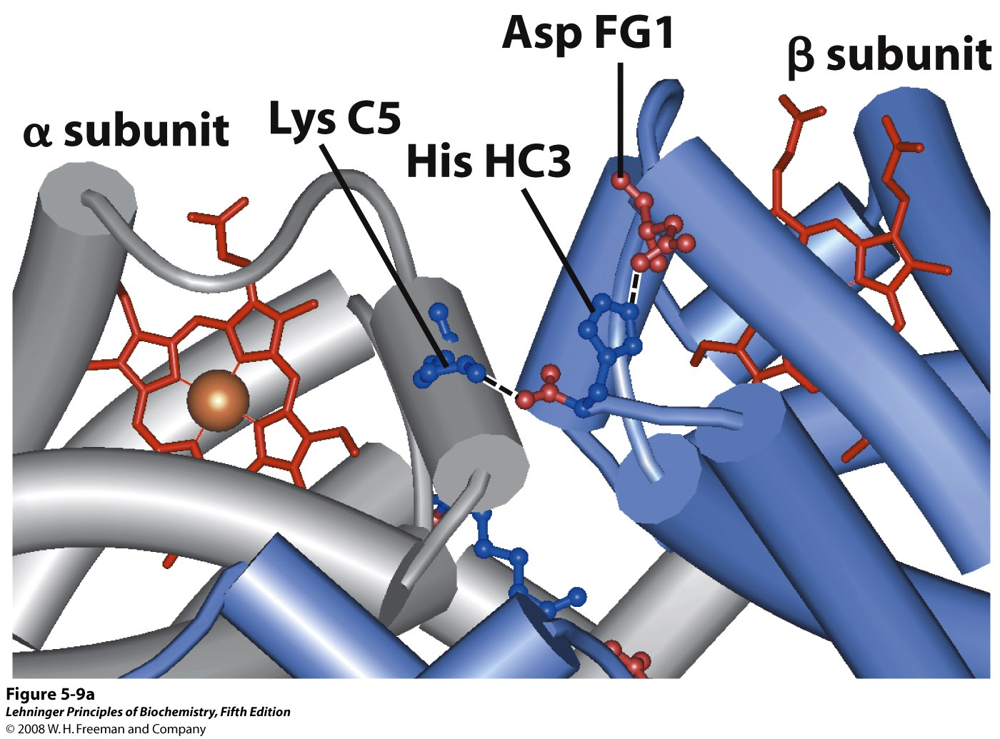 Asp FG1
β subunit
Lys C5
α subunit
His HC3
Figure 5-9a
Lehninger Principles of Biochemistry, Fifth Edition
© 2008 W. H. Freeman and Company